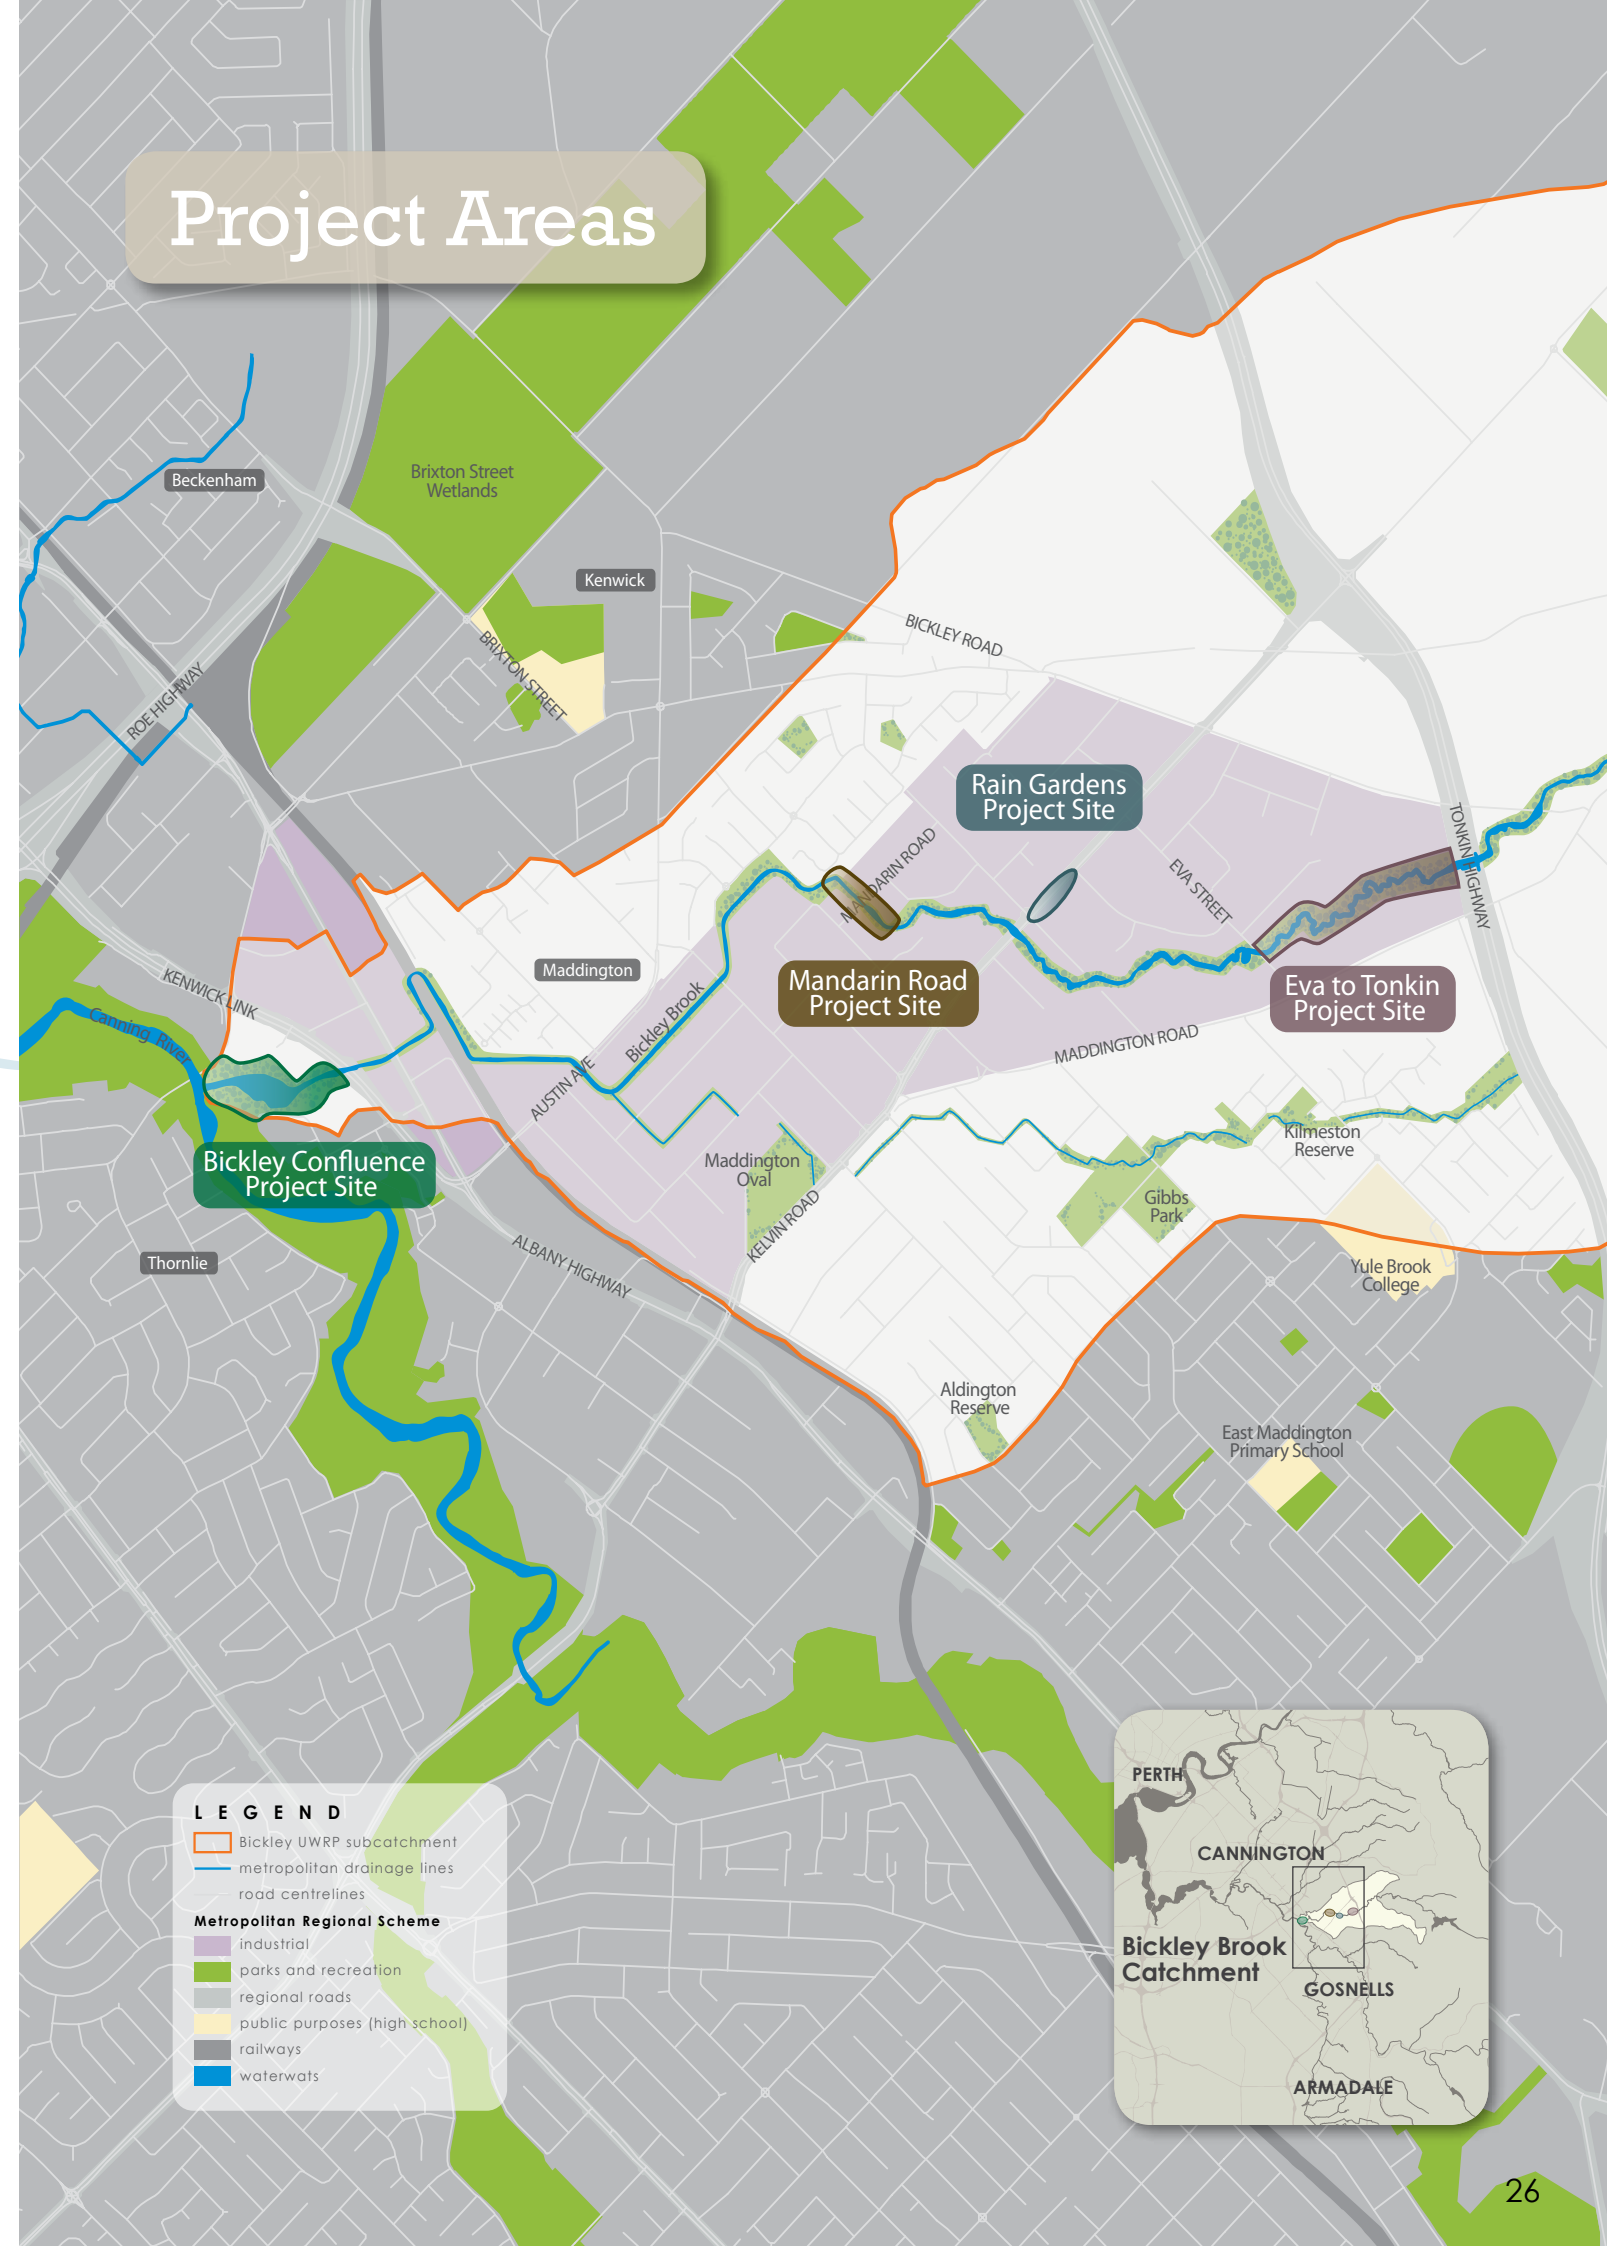 Project Areas
Beckenham
Brixton Street
Wetlands
Kenwick
BRIXTON STREET
BICKLEY ROAD
ROE HIGHWAY
Rain Gardens
Project Site
MANDARIN ROAD
EVA STREET
TONKIN HIGHWAY
Maddington
Mandarin Road
Project Site
Eva to Tonkin
Project Site
KENWICK LINK
Canning River
Bickley Brook
AUSTIN AVE
MADDINGTON ROAD
Bickley Confluence
Project Site
Maddington
Oval
Kilmeston
Reserve
Gibbs
Park
KELVIN ROAD
Thornlie
ALBANY HIGHWAY
Yule Brook
College
Aldington
Reserve
East Maddington
Primary School
LEGEND
Bickley UWRP subcatchment
metropolitan drainage lines
road centrelines
Metropolitan Regional Scheme
industrial
parks and recreation
regional roads
public purposes (high school)
railways
waterwats
PERTH
CANNINGTON
Bickley Brook
Catchment
GOSNELLS
ARMADALE
26